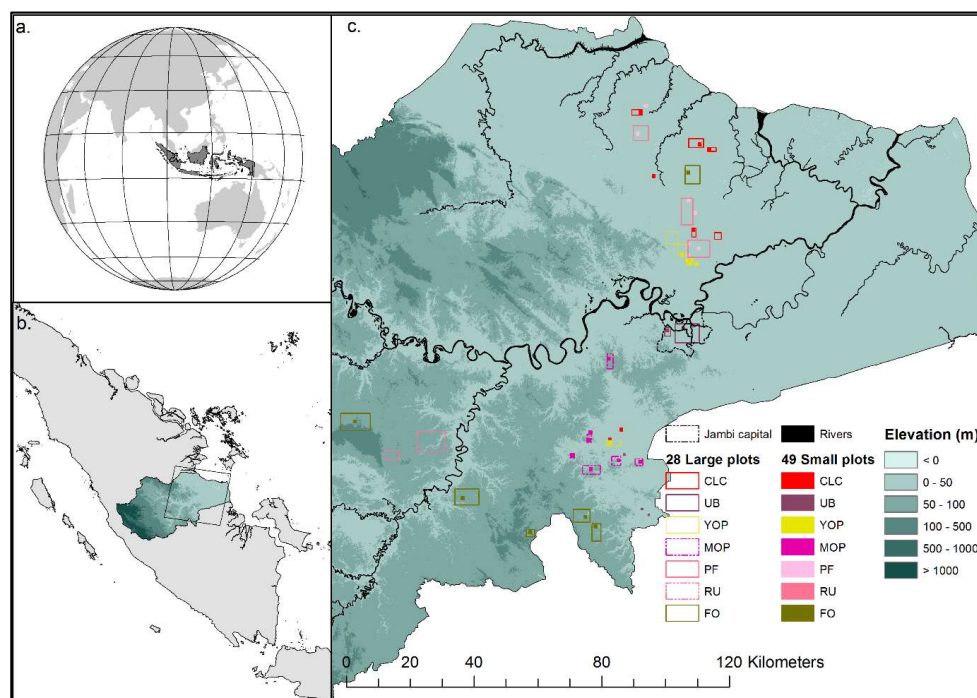 a.
b.
c.
Jambi capital
Rivers
Elevation (m)
28 Large plots
49 Small plots
< 0
CLC
CLC
0 - 50
UB
UB
50 - 100
YOP
YOP
100 - 500
MOP
MOP
500 - 1000
PF
PF
> 1000
RU
RU
FO
FO
0 20 40 80 120 Kilometers